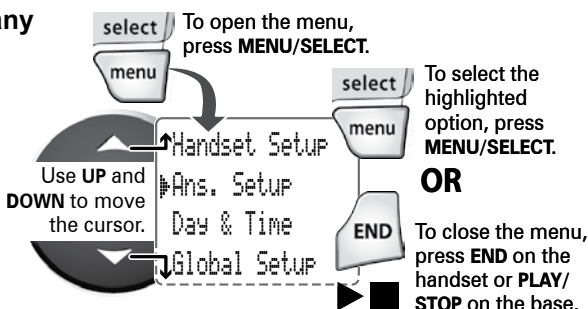 any
select
menu
To open the menu,
press MENU/SELECT.
Handset Setup
Ans. Setup
Day & Time
Global Setup
Use UP and
DOWN to move
the cursor.
select
menu
To select the
highlighted
option, press
MENU/SELECT.
OR
END
To close the menu,
press END on the
handset or PLAY/
STOP on the base.